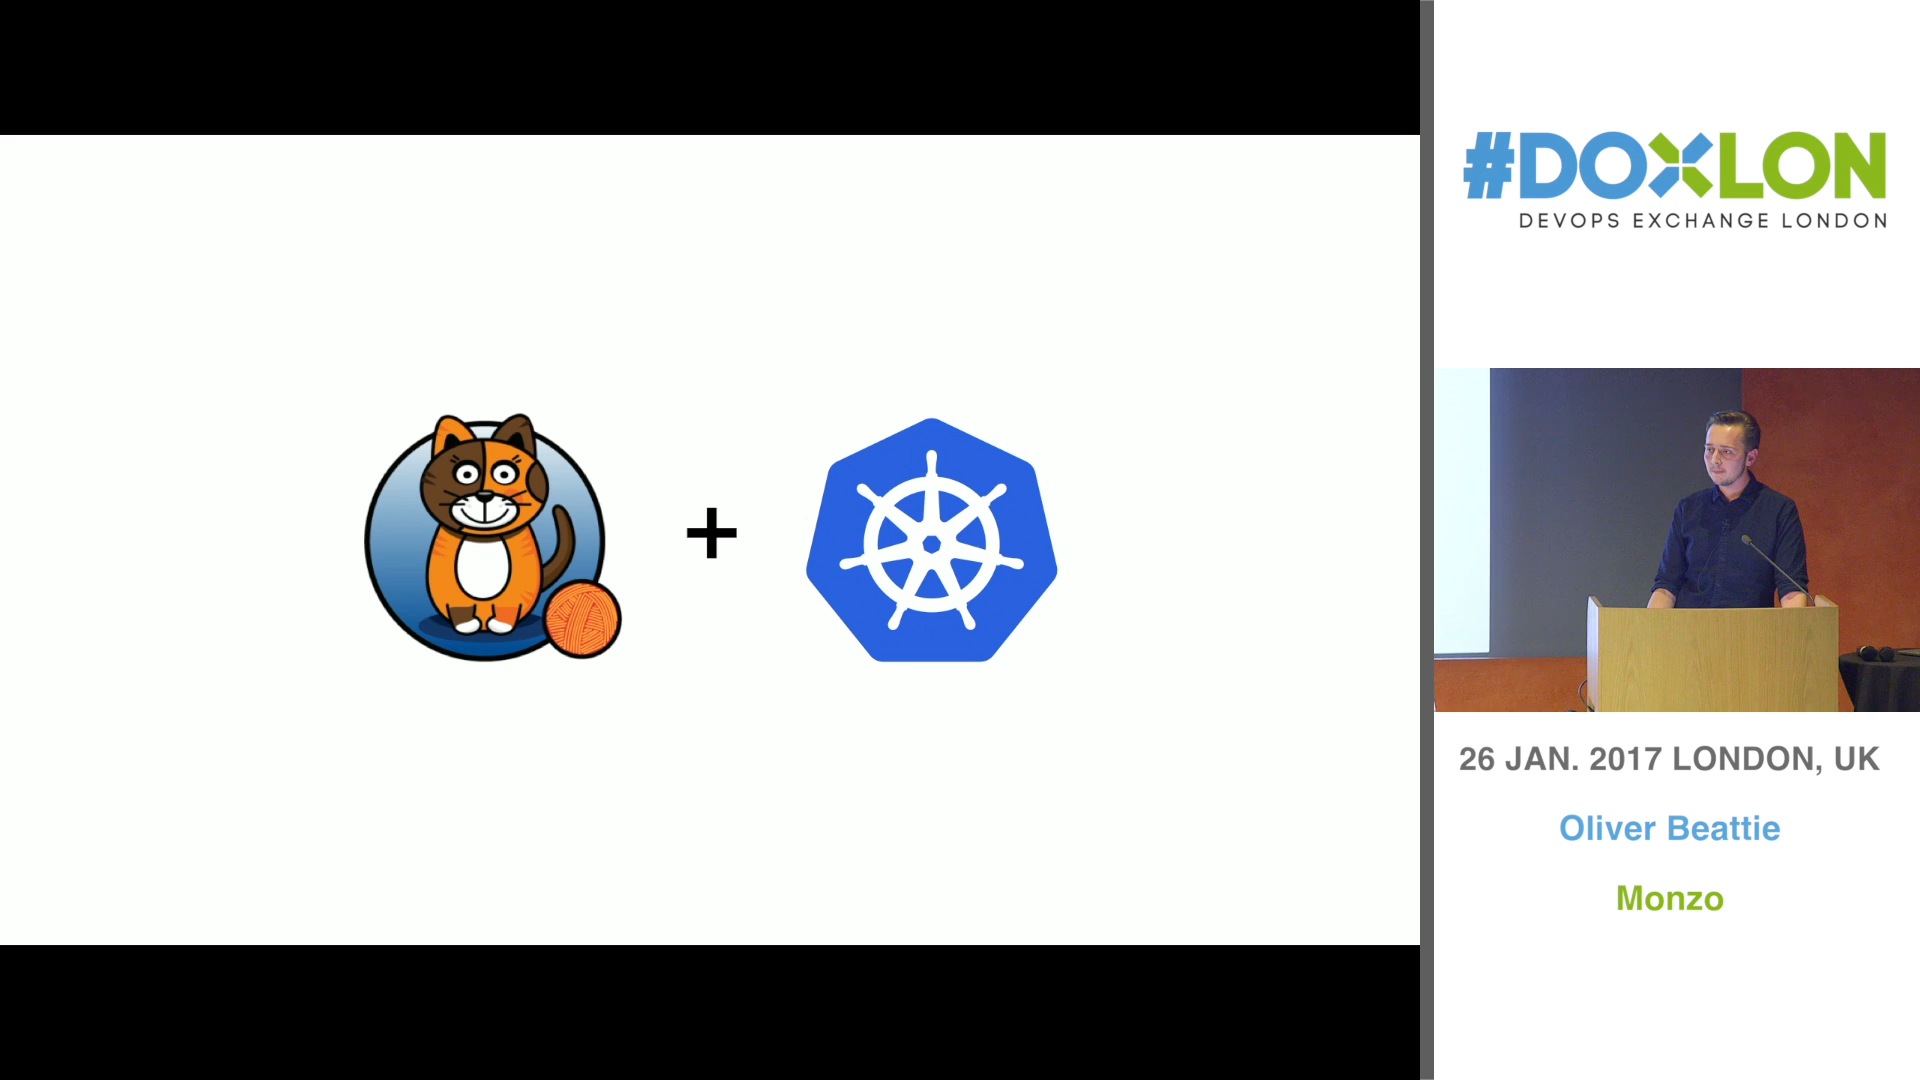 +
#DOXLON
DEVOPS EXCHANGE LONDON
26 JAN. 2017 LONDON, UK
Oliver Beattie
Monzo